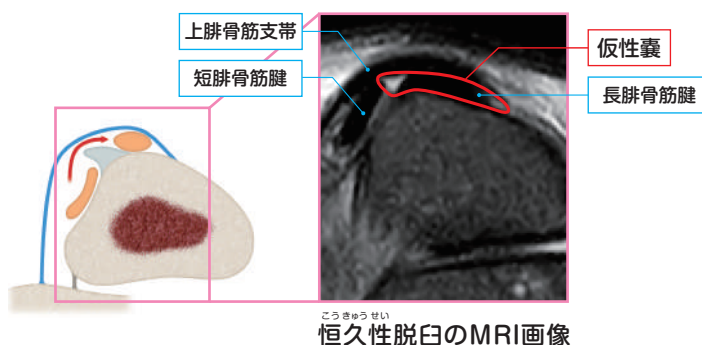 上腓骨筋支帯
仮性嚢
短腓骨筋腱
長腓骨筋腱
こうきゅうせい
恒久性脱臼のMRI画像